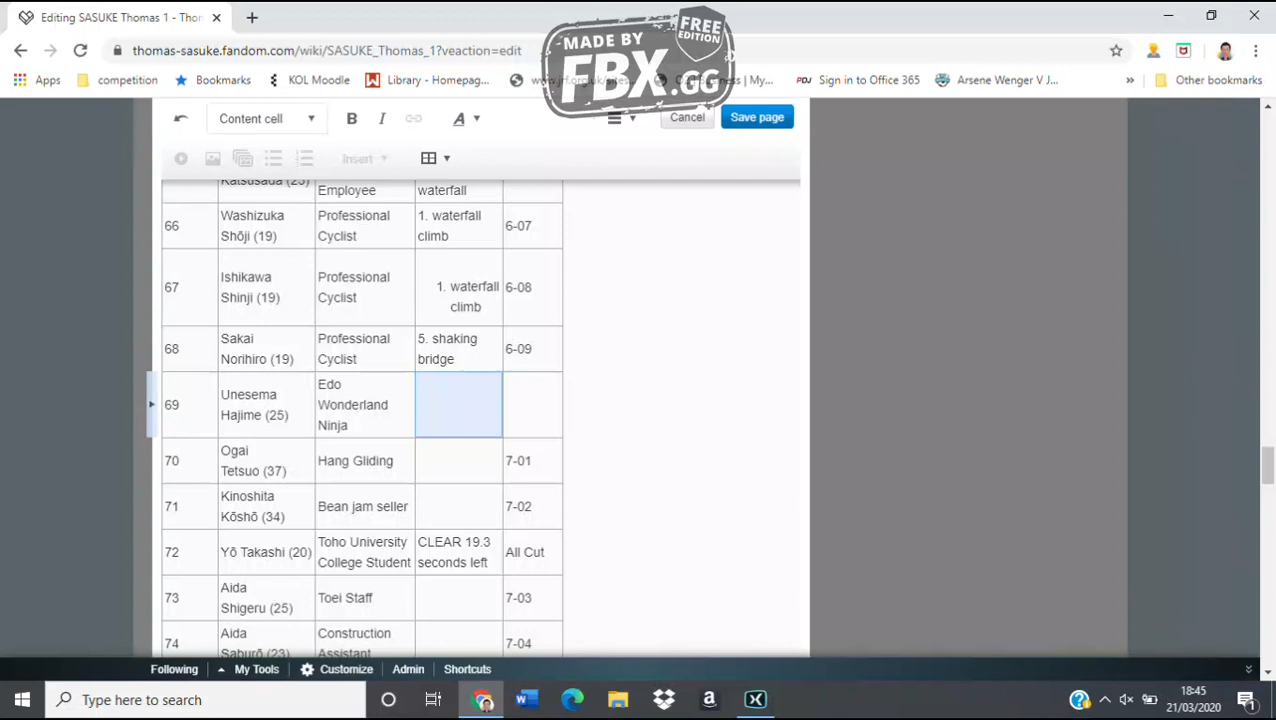 Editing SASUKE Thomas 1 - Thor
thomas-sasuke.fandom.com/wiki/SASUKE_Thomas_1?veaction=edit
MADE BY
FREE
EDITION
FBX.GG
Apps
competition
Bookmarks
KOL Moodle
Library - Homepag...
Sign in to Office 365
Arsene Wenger V J...
Other bookmarks
Content cell
B
I
A
Cancel
Save page
Insert
Employee
waterfall
66
Washizuka
Shōji (19)
Professional
Cyclist
1. waterfall
climb
6-07
67
Ishikawa
Shinji (19)
Professional
Cyclist
1. waterfall
climb
6-08
68
Sakai
Norihiro (19)
Professional
Cyclist
5. shaking
bridge
6-09
69
Unesema
Hajime (25)
Edo
Wonderland
Ninja
70
Ogai
Tetsuo (37)
Hang Gliding
7-01
71
Kinoshita
Kōshō (34)
Bean jam seller
7-02
72
Yō Takashi (20)
Toho University
College Student
CLEAR 19.3
seconds left
All Cut
73
Aida
Shigeru (25)
Toei Staff
7-03
74
Aida
Saburō (23)
Construction
Assistant
7-04
Following
My Tools
Customize
Admin
Shortcuts
Type here to search
18:45
21/03/2020